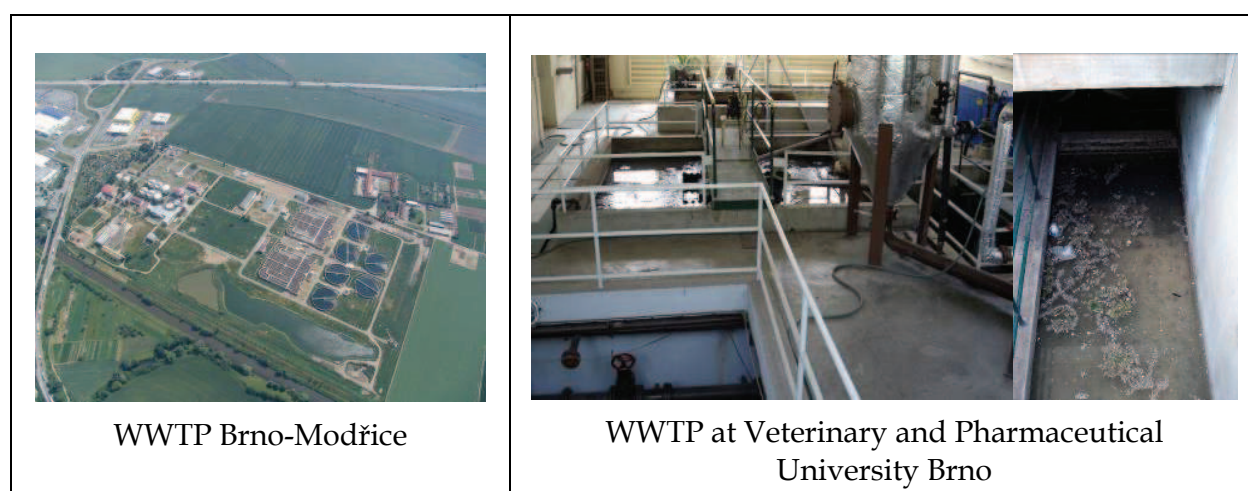 WWTP Brno-Modřice
WWTP at Veterinary and Pharmaceutical
University Brno